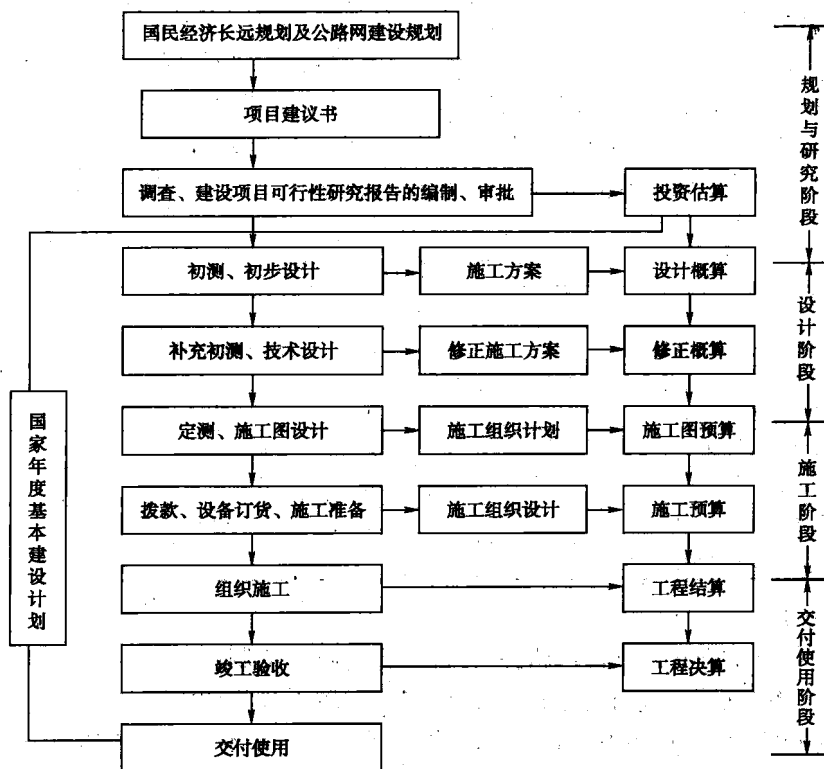 国民经济长远规划及公路网建设规划
项目建议书
调查、建设项目可行性研究报告的编制、审批
投资估算
初测、初步设计
施工方案
设计概算
补充初测、技术设计
修正施工方案
修正概算
定测、施工图设计
施工组织计划
施工图预算
拨款、设备订货、施工准备
施工组织设计
施工预算
组织施工
工程结算
竣工验收
工程决算
交付使用
国家年度基本建设计划
规划与研究阶段
设计阶段
施工阶段
交付使用阶段